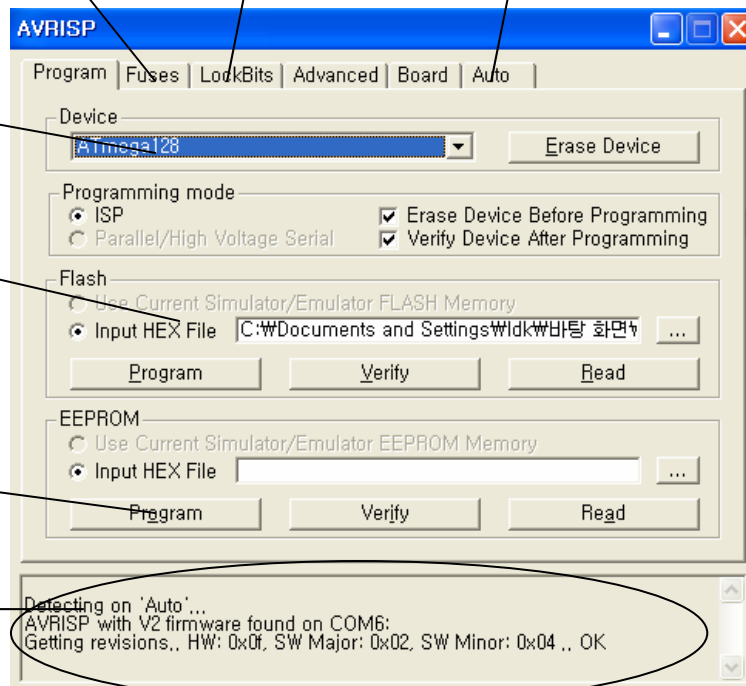 AVRISP
Program Fuses LockBits Advanced Board Auto
Device
ATmega128 Erase Device
Programming mode
ISP Erase Device Before Programming
Parallel/High Voltage Serial Verify Device After Programming
Flash
Use Current Simulator/Emulator FLASH Memory
Input HEX File C:₩Documents and Settings₩ldk₩바탕 화면₩ ...
Program Verify Read
EEPROM
Use Current Simulator/Emulator EEPROM Memory
Input HEX File ...
Program Verify Read
Detecting on 'Auto'...
AVRISP with V2 firmware found on COM6:
Getting revisions.. HW: 0x0f, SW Major: 0x02, SW Minor: 0x04 .. OK